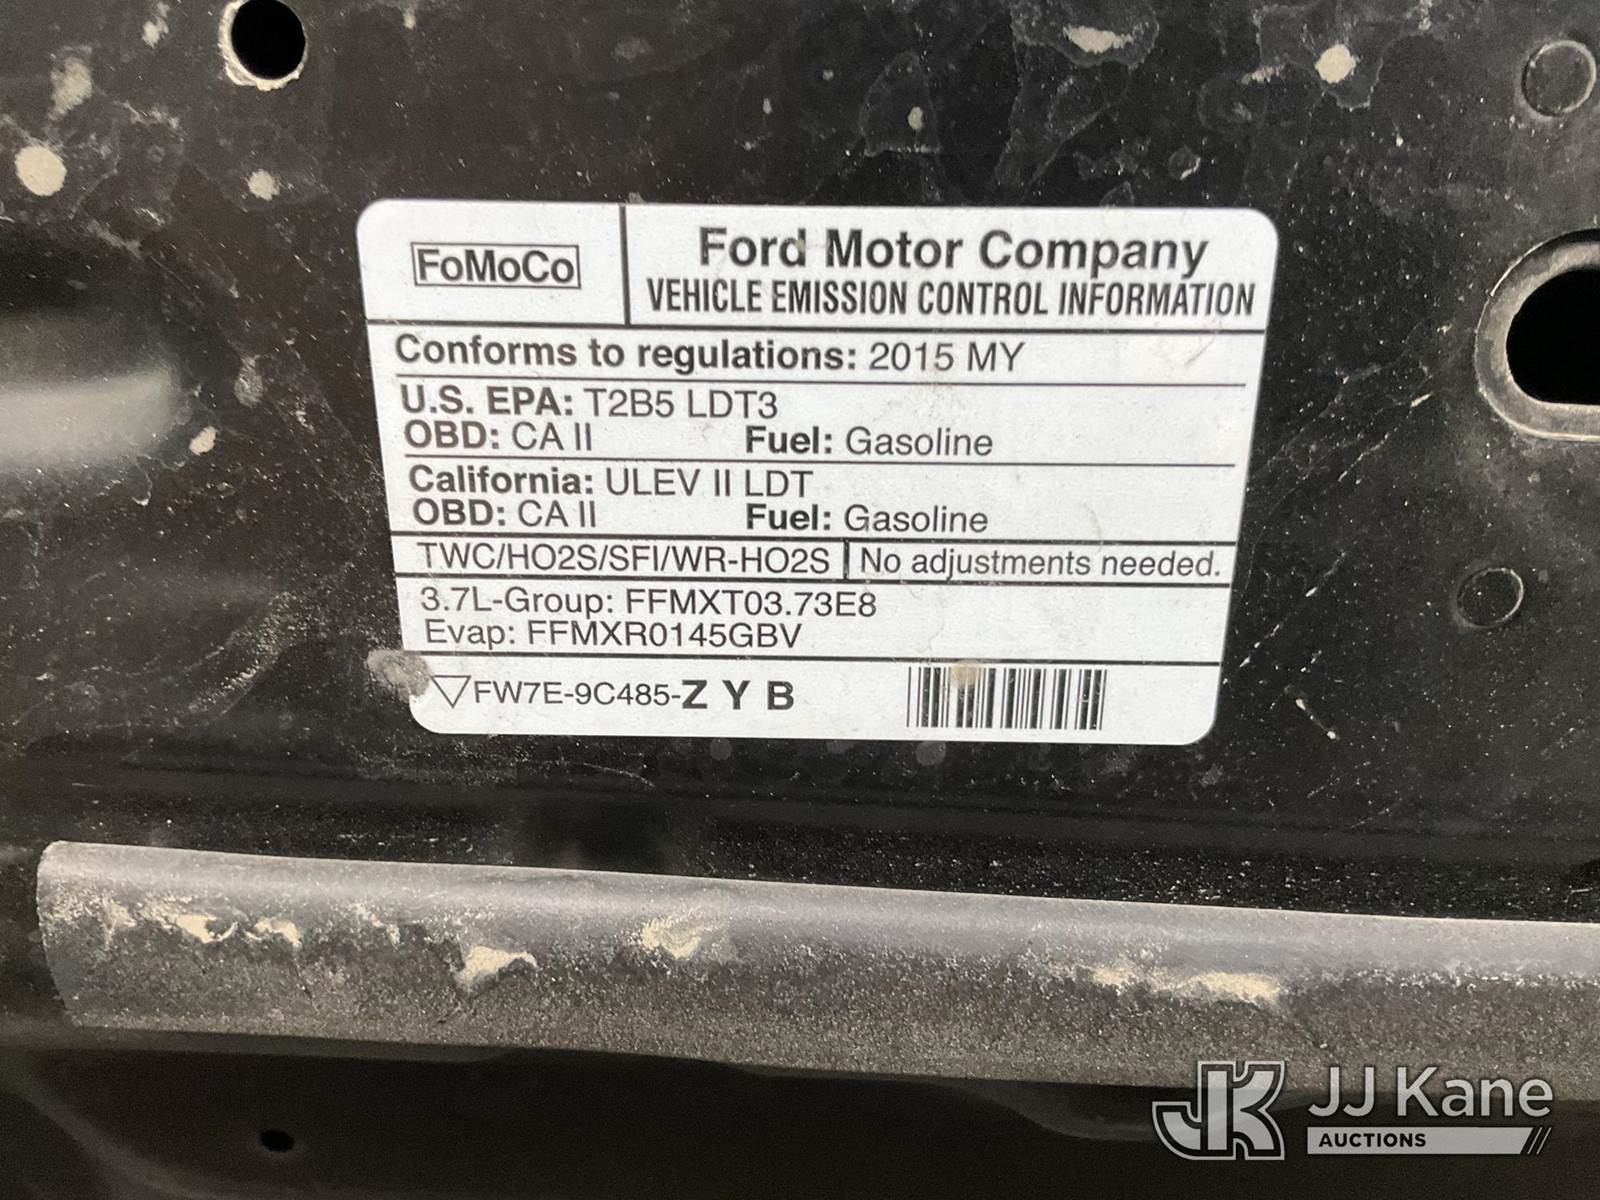 FoMoCo
Ford Motor Company
VEHICLE EMISSION CONTROL INFORMATION
Conforms to regulations: 2015 MY
U.S. EPA: T2B5 LDT3
OBD: CA II Fuel: Gasoline
California: ULEV II LDT
OBD: CA II Fuel: Gasoline
TWC/HO2S/SFI/WR-HO2S No adjustments needed.
3.7L-Group: FFMXT03.73E8
Evap: FFMXR0145GBV
FW7E-9C485-Z Y B
JK JJ Kane
AUCTIONS